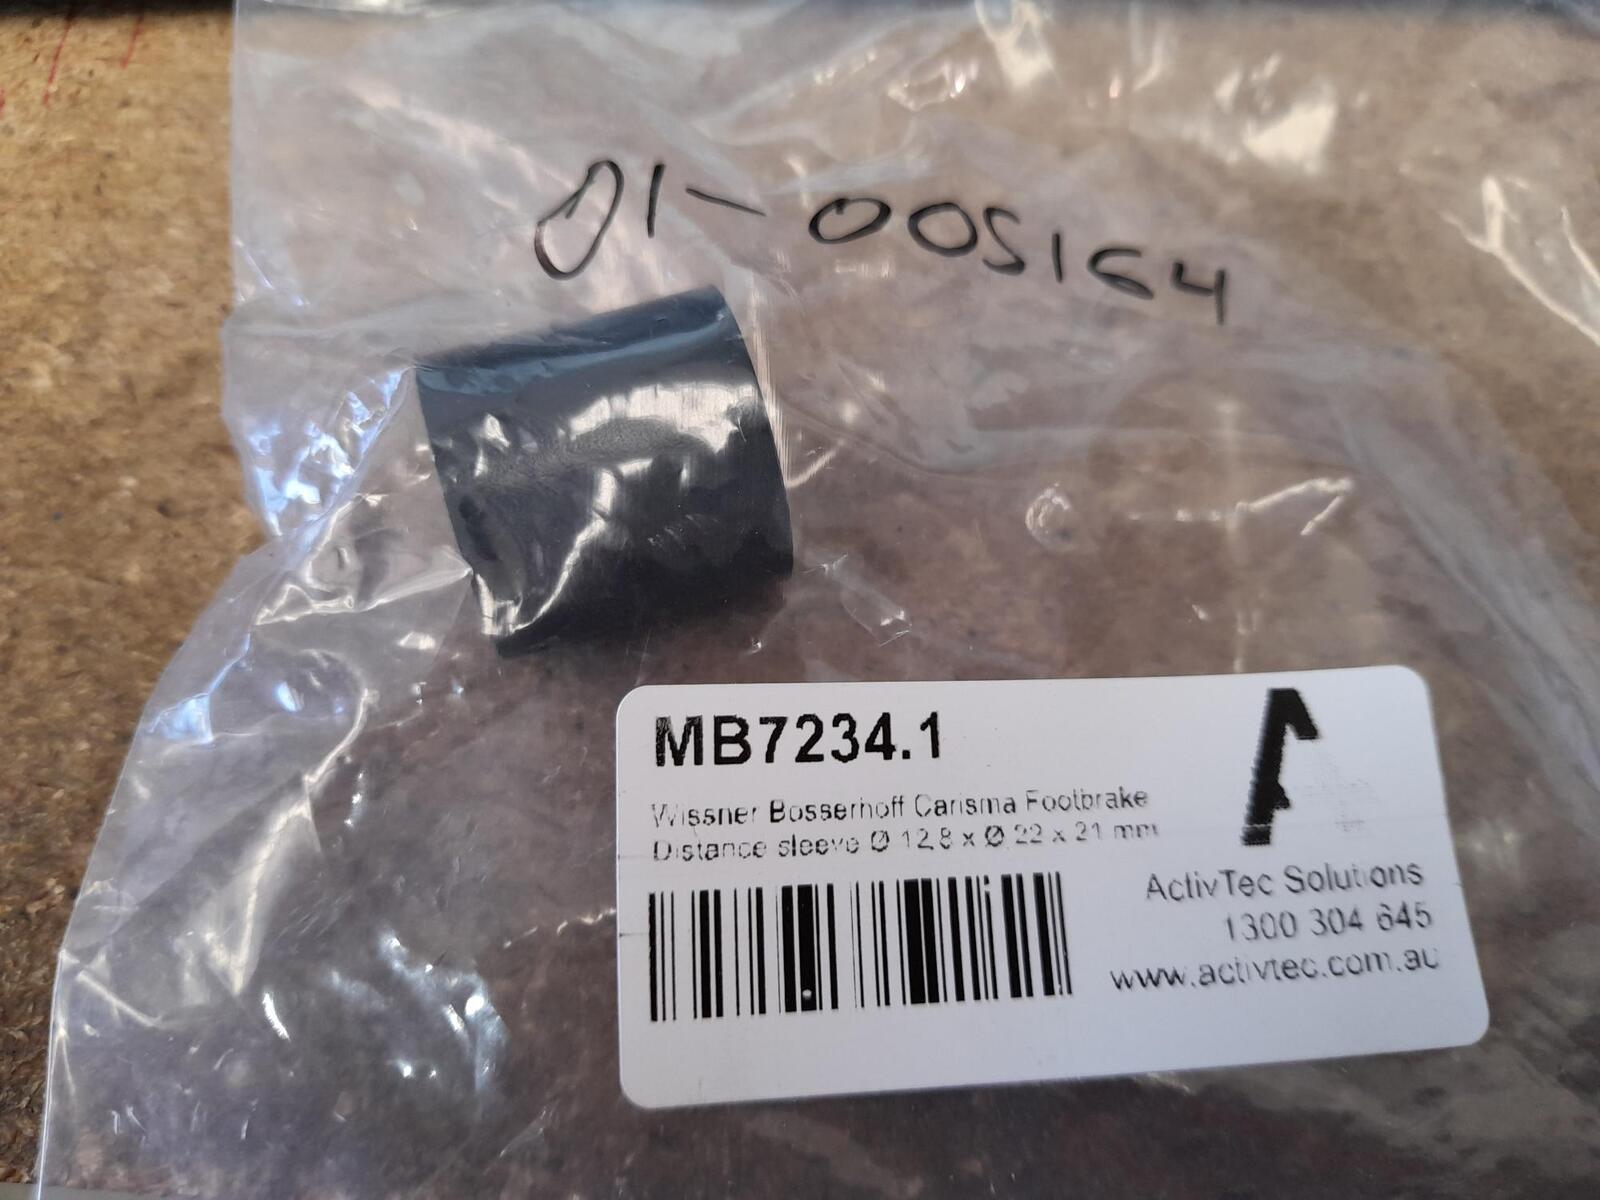 01-005164
MB7234.1
Wissner Bosserhoff Carisma Footbrake
Distance sleeve Ø 12,8 x Ø 22 x 21 mm
ActivTec Solutions
1300 304 645
www.activtec.com.au